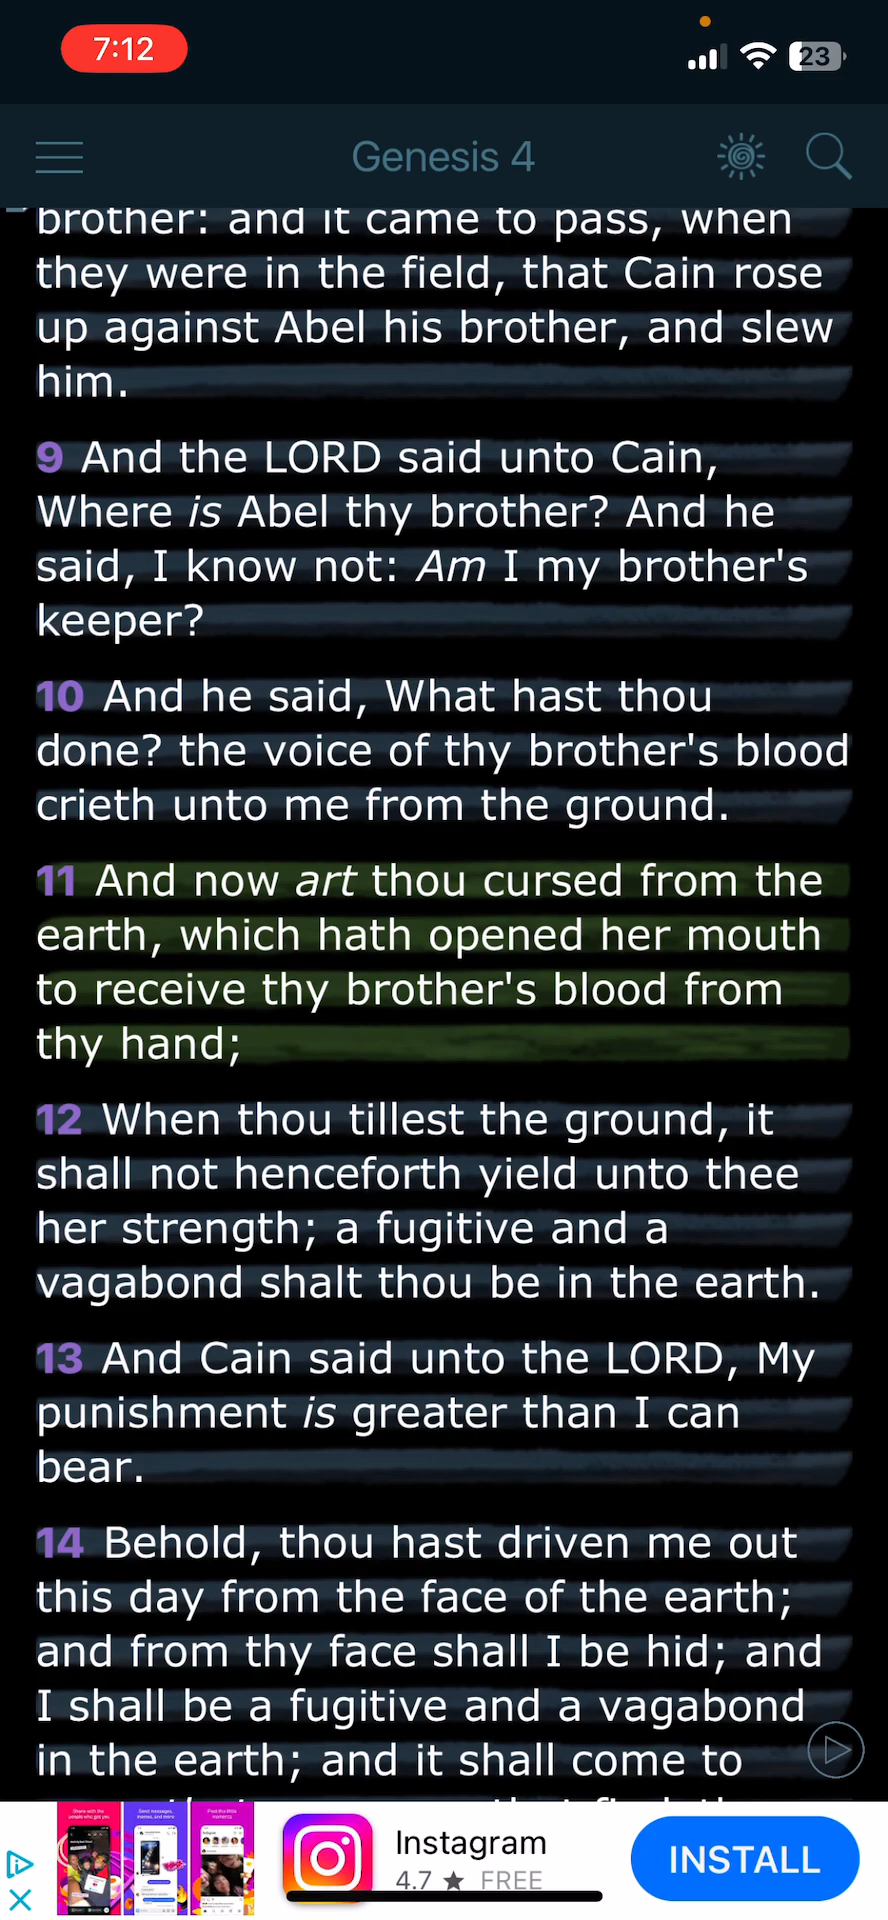 7:12
23
Genesis 4
brother: and it came to pass, when
they were in the field, that Cain rose
up against Abel his brother, and slew
him.
9 And the LORD said unto Cain,
Where is Abel thy brother? And he
said, I know not: Am I my brother's
keeper?
10 And he said, What hast thou
done? the voice of thy brother's blood
crieth unto me from the ground.
11 And now art thou cursed from the
earth, which hath opened her mouth
to receive thy brother's blood from
thy hand;
12 When thou tillest the ground, it
shall not henceforth yield unto thee
her strength; a fugitive and a
vagabond shalt thou be in the earth.
13 And Cain said unto the LORD, My
punishment is greater than I can
bear.
14 Behold, thou hast driven me out
this day from the face of the earth;
and from thy face shall I be hid; and
I shall be a fugitive and a vagabond
in the earth; and it shall come to
Instagram
4.7 ★ FREE
INSTALL